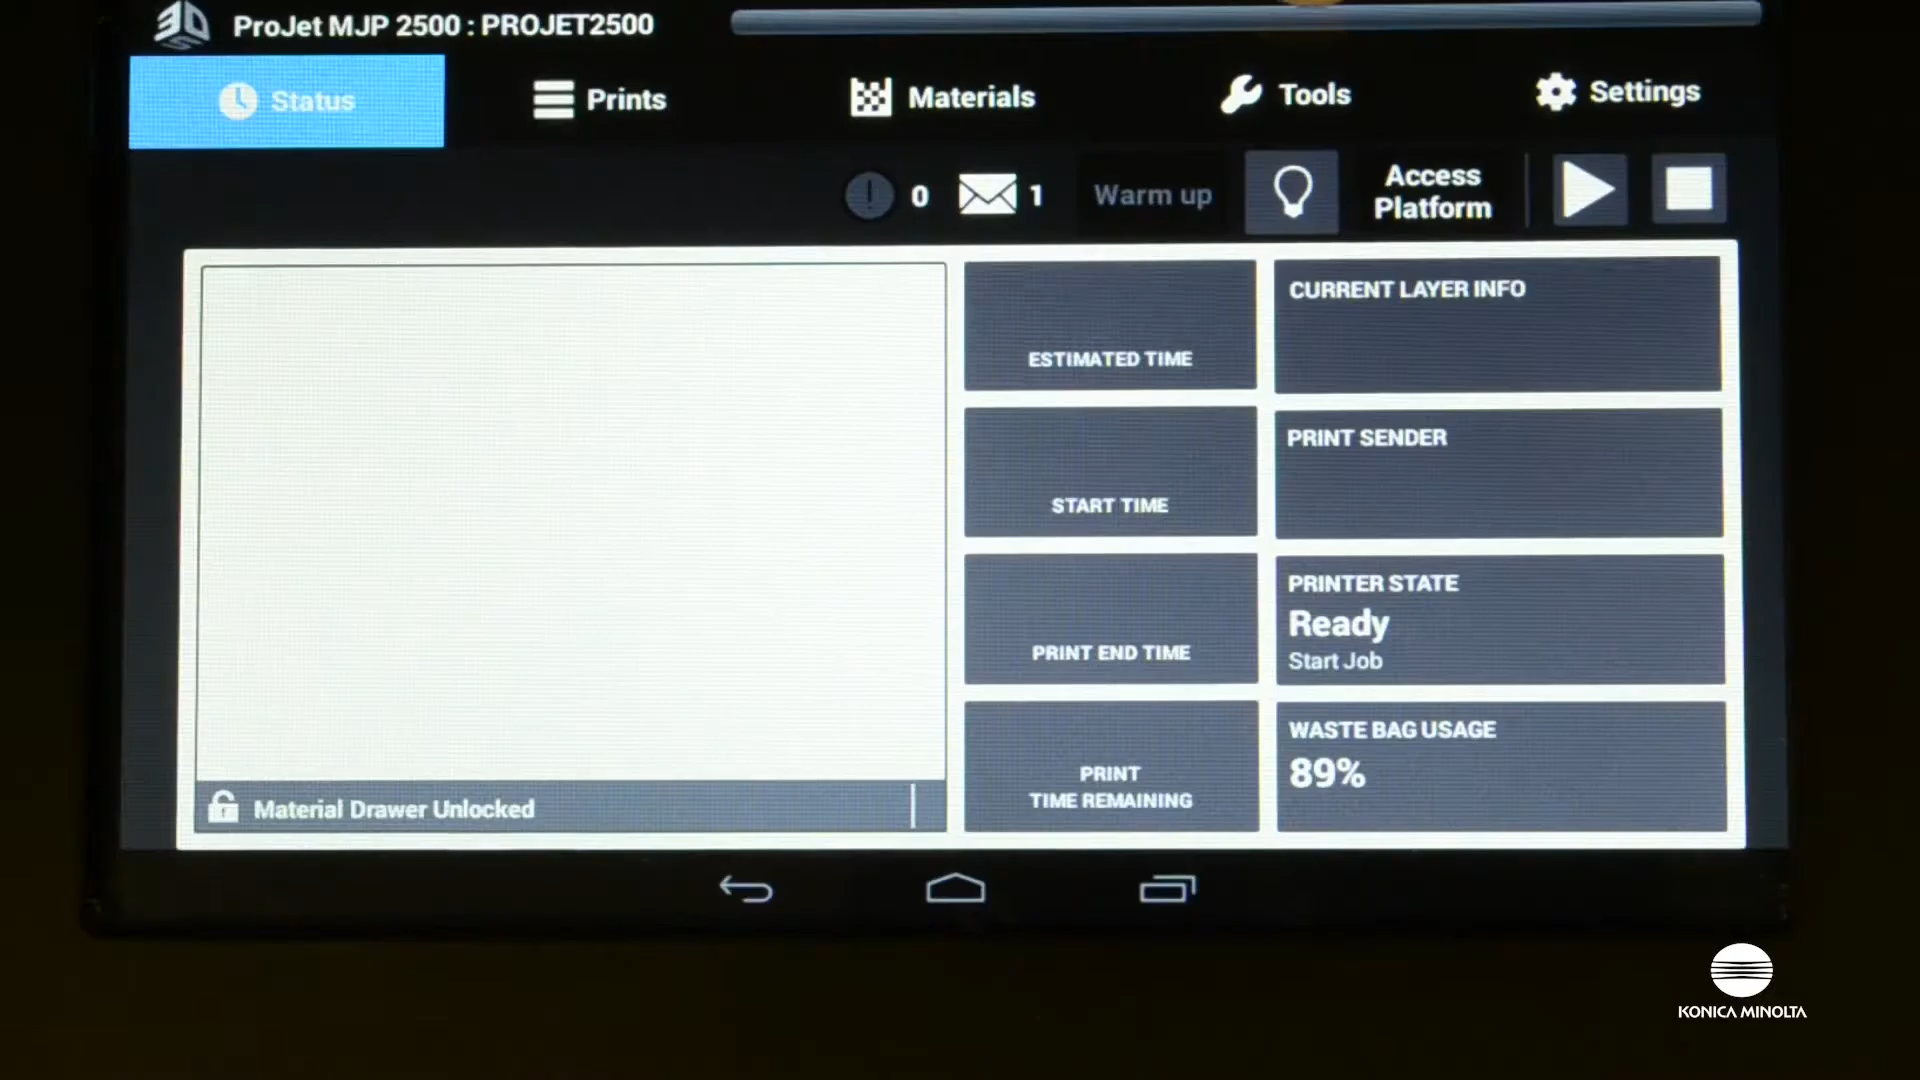 3D
ProJet MJP 2500 : PROJET2500
Status
Prints
Materials
Tools
Settings
0
1
Warm up
Access
Platform
ESTIMATED TIME
CURRENT LAYER INFO
START TIME
PRINT SENDER
PRINT END TIME
PRINTER STATE
Ready
Start Job
PRINT
TIME REMAINING
WASTE BAG USAGE
89%
Material Drawer Unlocked
KONICA MINOLTA